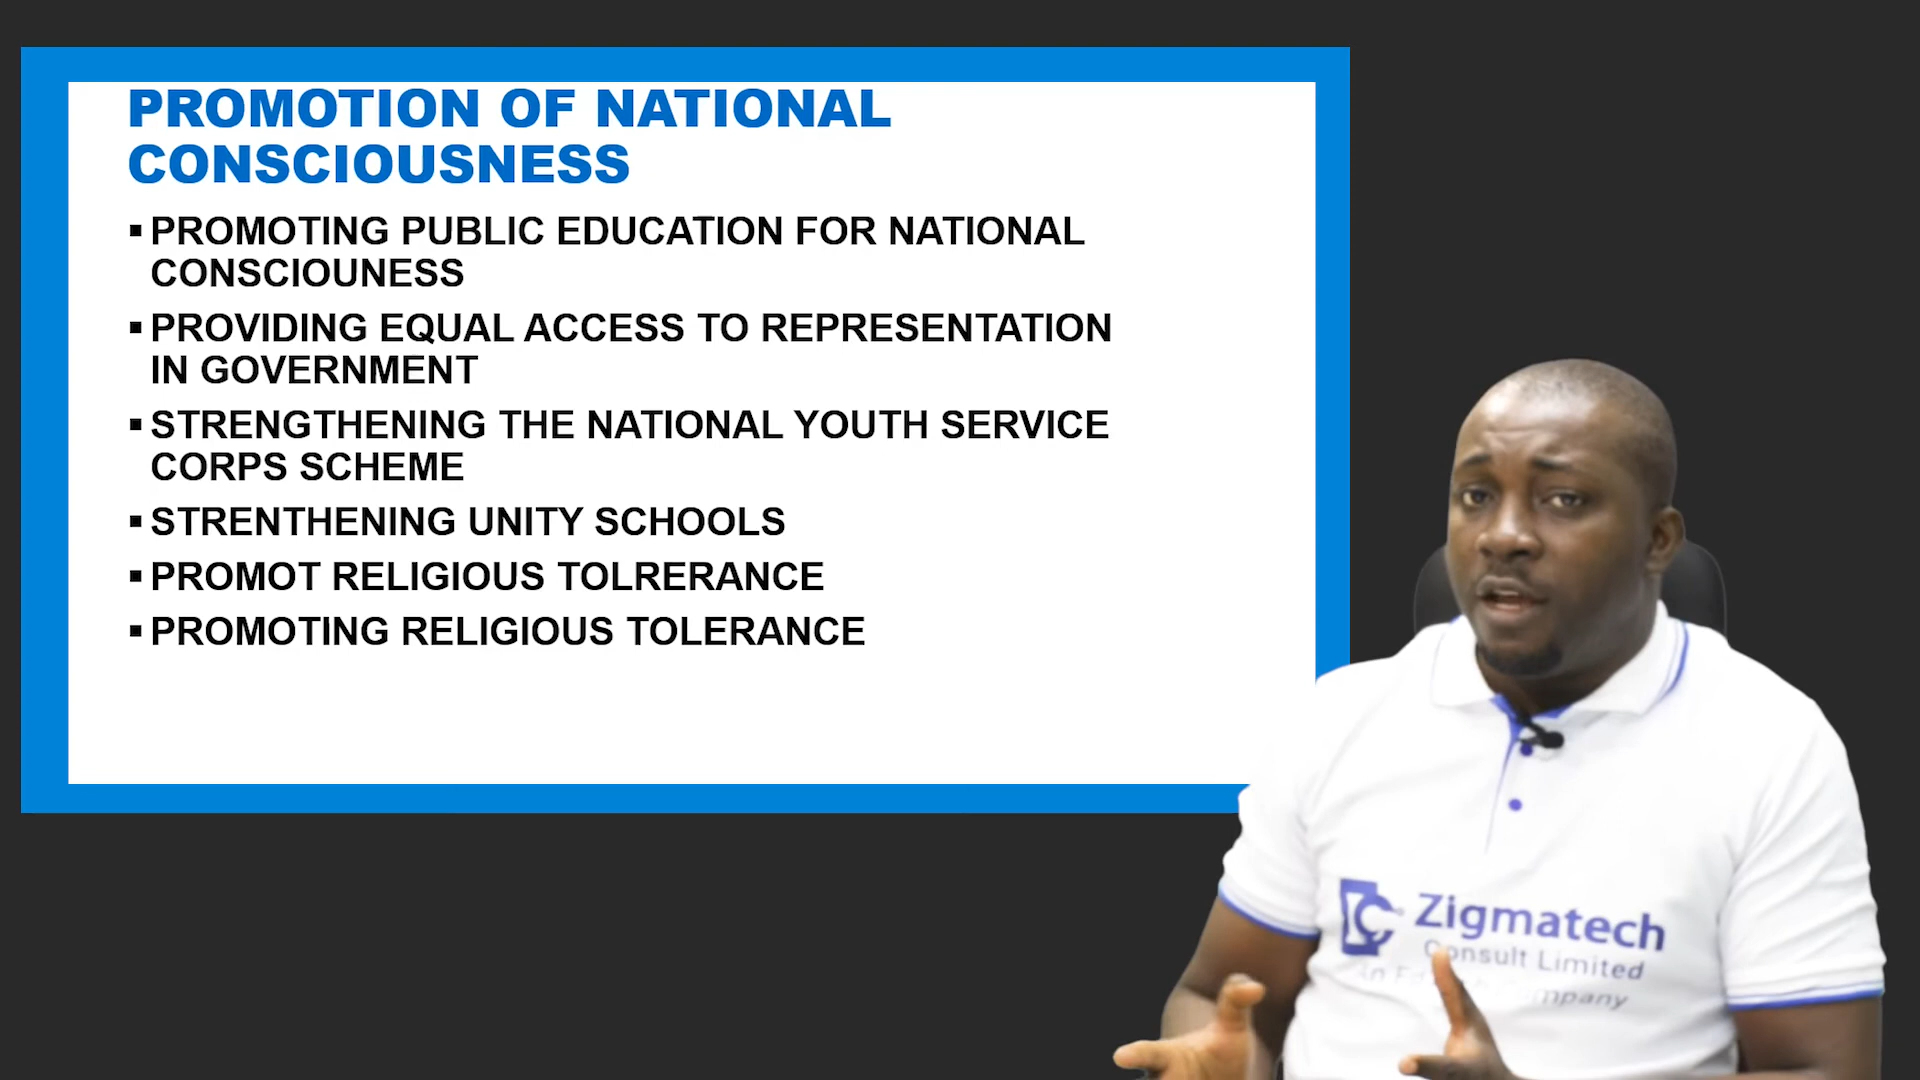 PROMOTION OF NATIONAL
CONSCIOUSNESS
▪ PROMOTING PUBLIC EDUCATION FOR NATIONAL
CONSCIOUNESS
▪ PROVIDING EQUAL ACCESS TO REPRESENTATION
IN GOVERNMENT
▪ STRENGTHENING THE NATIONAL YOUTH SERVICE
CORPS SCHEME
▪ STRENTHENING UNITY SCHOOLS
▪ PROMOT RELIGIOUS TOLRERANCE
▪ PROMOTING RELIGIOUS TOLERANCE
Zigmatech
Consult Limited